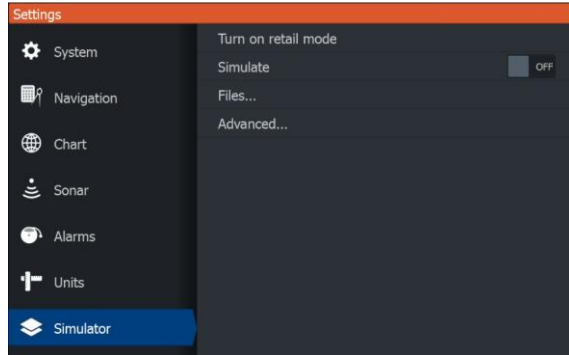 Settings
System
Navigation
Chart
Sonar
Alarms
Units
Simulator
Turn on retail mode
Simulate
OFF
Files...
Advanced...